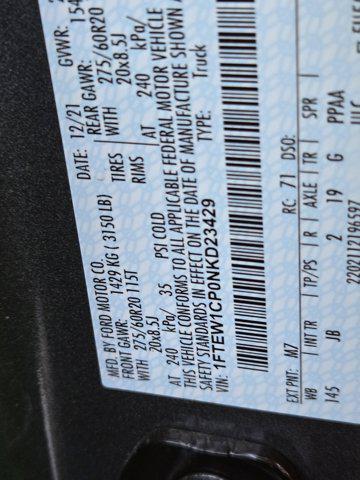 MFD. BY FORD MOTOR CO.
DATE: 12/21
GVWR:
FRONT GAWR:
1429 KG ( 3150 LB)
REAR GAWR:
WITH
275/60R20 115T
TIRES
WITH
275/60R20
20x8.5J
RIMS
20x8.5J
AT 240 kPa/ 35 PSI COLD
AT 240 kPa/
THIS VEHICLE CONFORMS TO ALL APPLICABLE FEDERAL MOTOR VEHICLE
SAFETY STANDARDS IN EFFECT ON THE DATE OF MANUFACTURE SHOWN
VIN: 1FTEW1CP0NKD23429
TYPE: Truck
EXT PNT: M7
RC: 71 DSO:
WB INTTR TP/PS R AXLE TR SPR
145 JB 2 19 G PPAA